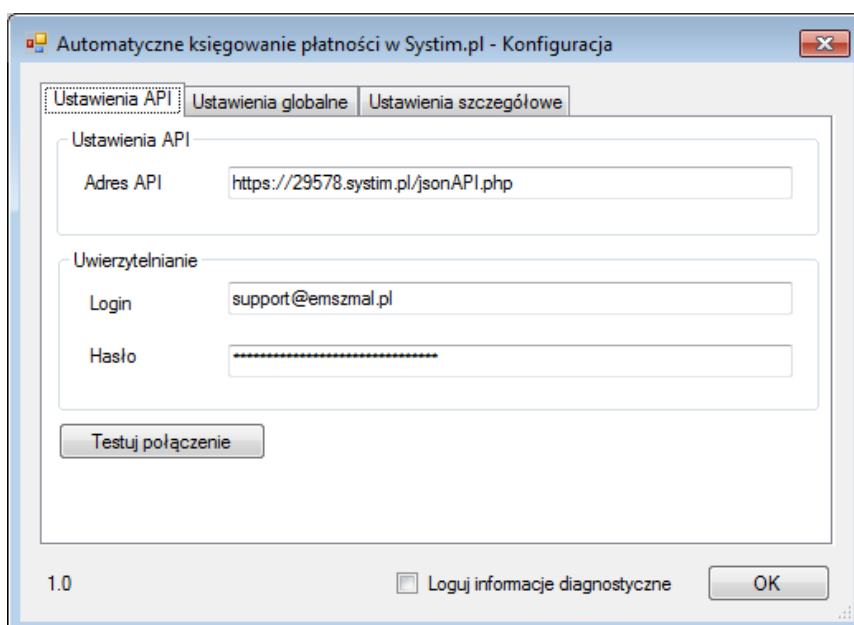 Automatyczne księgowanie płatności w Systim.pl - Konfiguracja
Ustawienia API Ustawienia globalne Ustawienia szczegółowe
Ustawienia API
Adres API https://29578.systim.pl/jsonAPI.php
Uwierzytelnianie
Login support@emszmal.pl
Hasło ********************************
Testuj połączenie
1.0 Loguj informacje diagnostyczne OK